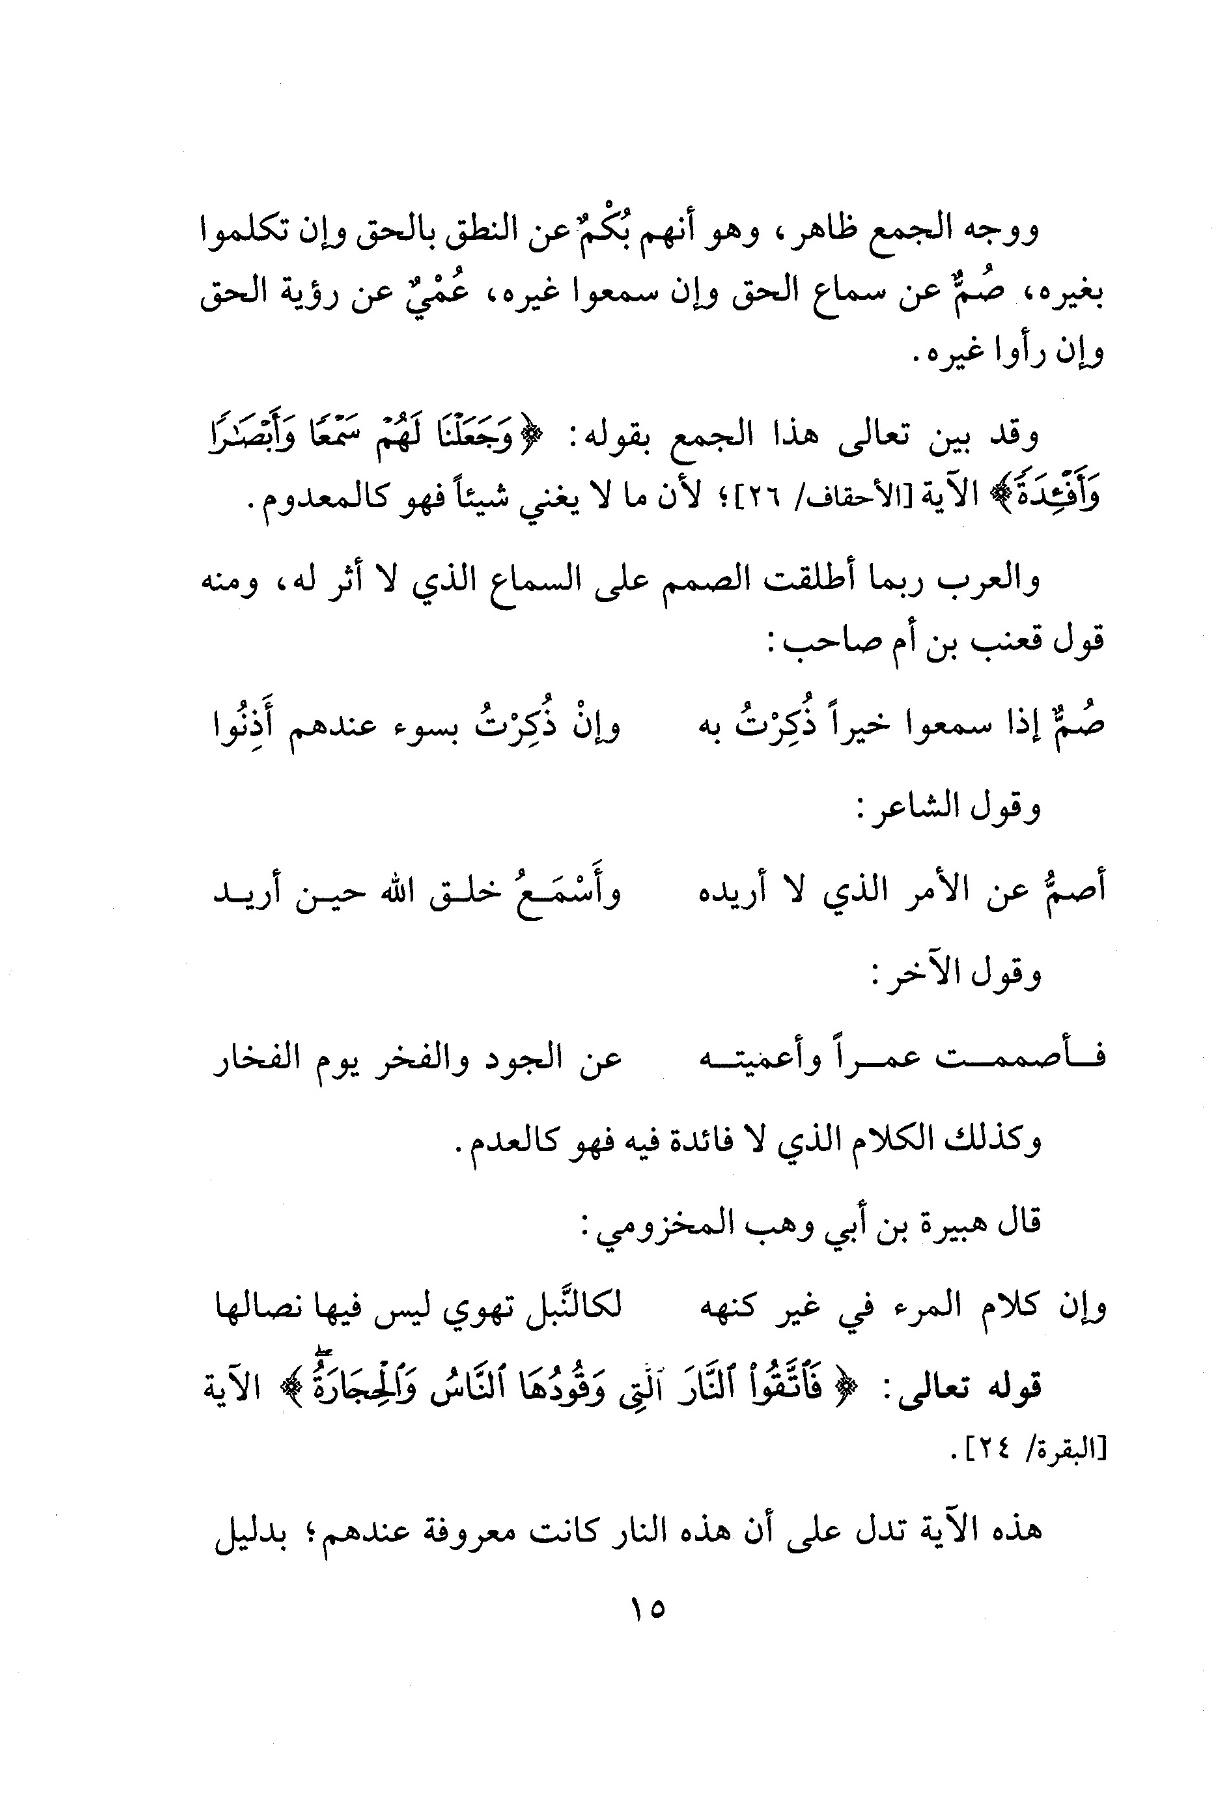 ووجه الجمع ظاهر، وهو أنهم بُكْمٌ عن النطق بالحق وإن تكلموا
بغيره، صُمٌّ عن سماع الحق وإن سمعوا غيره، عُمْيٌ عن رؤية الحق
وإن رأوا غيره.
وقد بين تعالى هذا الجمع بقوله: ﴿وَجَعَلْنَا لَهُمْ سَمْعًا وَأَبْصَٰرًا
وَأَفْـِٔدَةً﴾ الآية [الأحقاف/ ٢٦]؛ لأن ما لا يغني شيئاً فهو كالمعدوم.
والعرب ربما أطلقت الصمم على السماع الذي لا أثر له، ومنه
قول قعنب بن أم صاحب:
صُمٌّ إذا سمعوا خيراً ذُكِرْتُ به وإنْ ذُكِرْتُ بسوء عندهم أَذِنُوا
وقول الشاعر:
أصمُّ عن الأمر الذي لا أريده وأَسْمَعُ خلق الله حين أريد
وقول الآخر:
فأصممت عمراً وأعميته عن الجود والفخر يوم الفخار
وكذلك الكلام الذي لا فائدة فيه فهو كالعدم.
قال هبيرة بن أبي وهب المخزومي:
وإن كلام المرء في غير كنهه لكالنَّبل تهوي ليس فيها نصالها
قوله تعالى: ﴿فَٱتَّقُوا۟ ٱلنَّارَ ٱلَّتِى وَقُودُهَا ٱلنَّاسُ وَٱلْحِجَارَةُۖ﴾ الآية
[البقرة/ ٢٤].
هذه الآية تدل على أن هذه النار كانت معروفة عندهم؛ بدليل
١٥